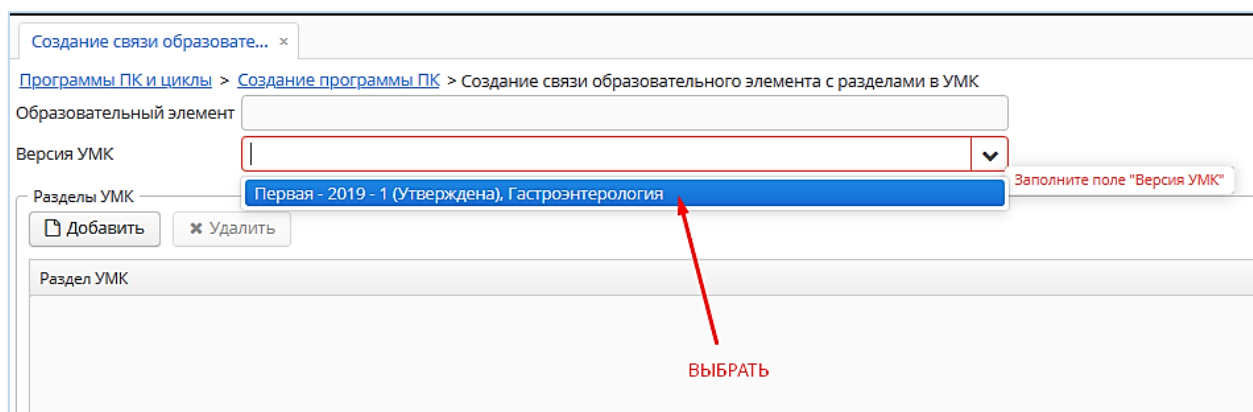 Создание связи образовате... ×
Программы ПК и циклы > Создание программы ПК > Создание связи образовательного элемента с разделами в УМК
Образовательный элемент
Версия УМК
Заполните поле "Версия УМК"
Первая - 2019 - 1 (Утверждена), Гастроэнтерология
Разделы УМК
Добавить ✖ Удалить
Раздел УМК
ВЫБРАТЬ